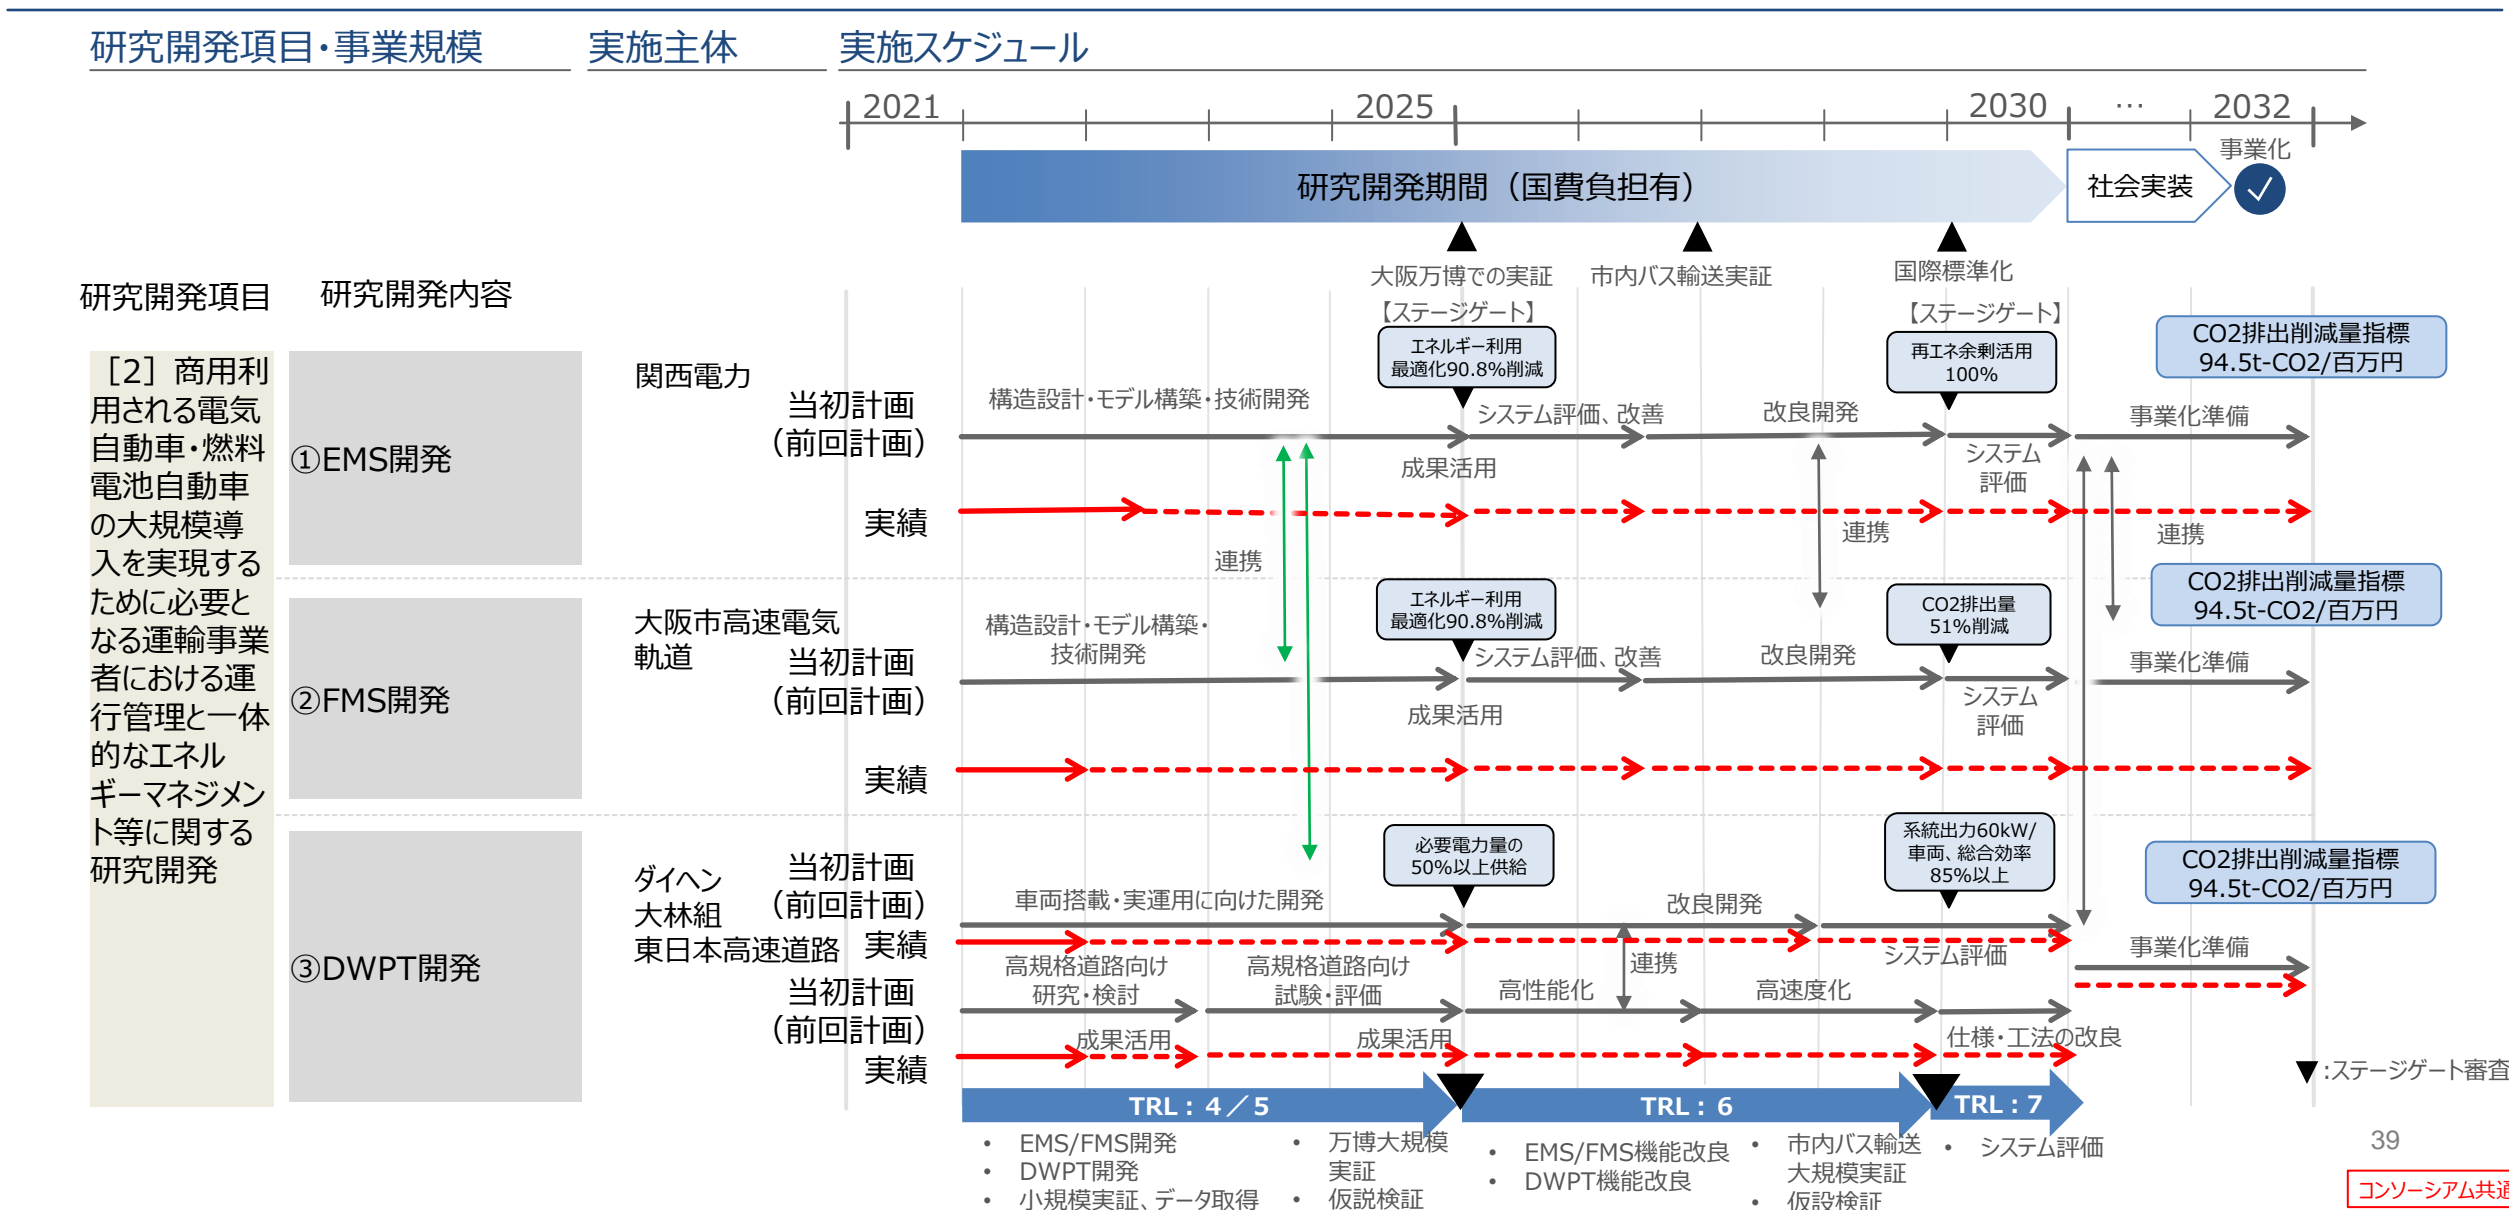 研究開発項目・事業規模
実施主体
実施スケジュール
2021
2025
2030
…
2032
事業化
研究開発期間（国費負担有）
社会実装
大阪万博での実証
市内バス輸送実証
国際標準化
【ステージゲート】
【ステージゲート】
研究開発項目
研究開発内容
［2］商用利
用される電気
自動車・燃料
電池自動車
の大規模導
入を実現する
ために必要と
なる運輸事業
者における運
行管理と一体
的なエネル
ギーマネジメン
ト等に関する
研究開発
①EMS開発
関西電力
当初計画
（前回計画）
実績
構造設計・モデル構築・技術開発
エネルギー利用
最適化90.8%削減
システム評価、改善
成果活用
改良開発
再エネ余剰活用
100%
システム
評価
CO2排出削減量指標
94.5t-CO2/百万円
事業化準備
連携
連携
連携
②FMS開発
大阪市高速電気
軌道
当初計画
（前回計画）
実績
構造設計・モデル構築・
技術開発
エネルギー利用
最適化90.8%削減
システム評価、改善
成果活用
改良開発
CO2排出量
51%削減
システム
評価
CO2排出削減量指標
94.5t-CO2/百万円
事業化準備
③DWPT開発
ダイヘン
大林組
東日本高速道路
当初計画
（前回計画）
実績
車両搭載・実運用に向けた開発
必要電力量の
50%以上供給
改良開発
系統出力60kW/
車両、総合効率
85%以上
システム評価
CO2排出削減量指標
94.5t-CO2/百万円
事業化準備
連携
当初計画
（前回計画）
実績
高規格道路向け
研究・検討
高規格道路向け
試験・評価
高性能化
高速度化
成果活用
成果活用
仕様・工法の改良
▼:ステージゲート審査
TRL：4／5
TRL：6
TRL：7
• EMS/FMS開発
• DWPT開発
• 小規模実証、データ取得
• 万博大規模
実証
• 仮説検証
• EMS/FMS機能改良
• DWPT機能改良
• 市内バス輸送
大規模実証
• 仮設検証
• システム評価
39
コンソーシアム共通